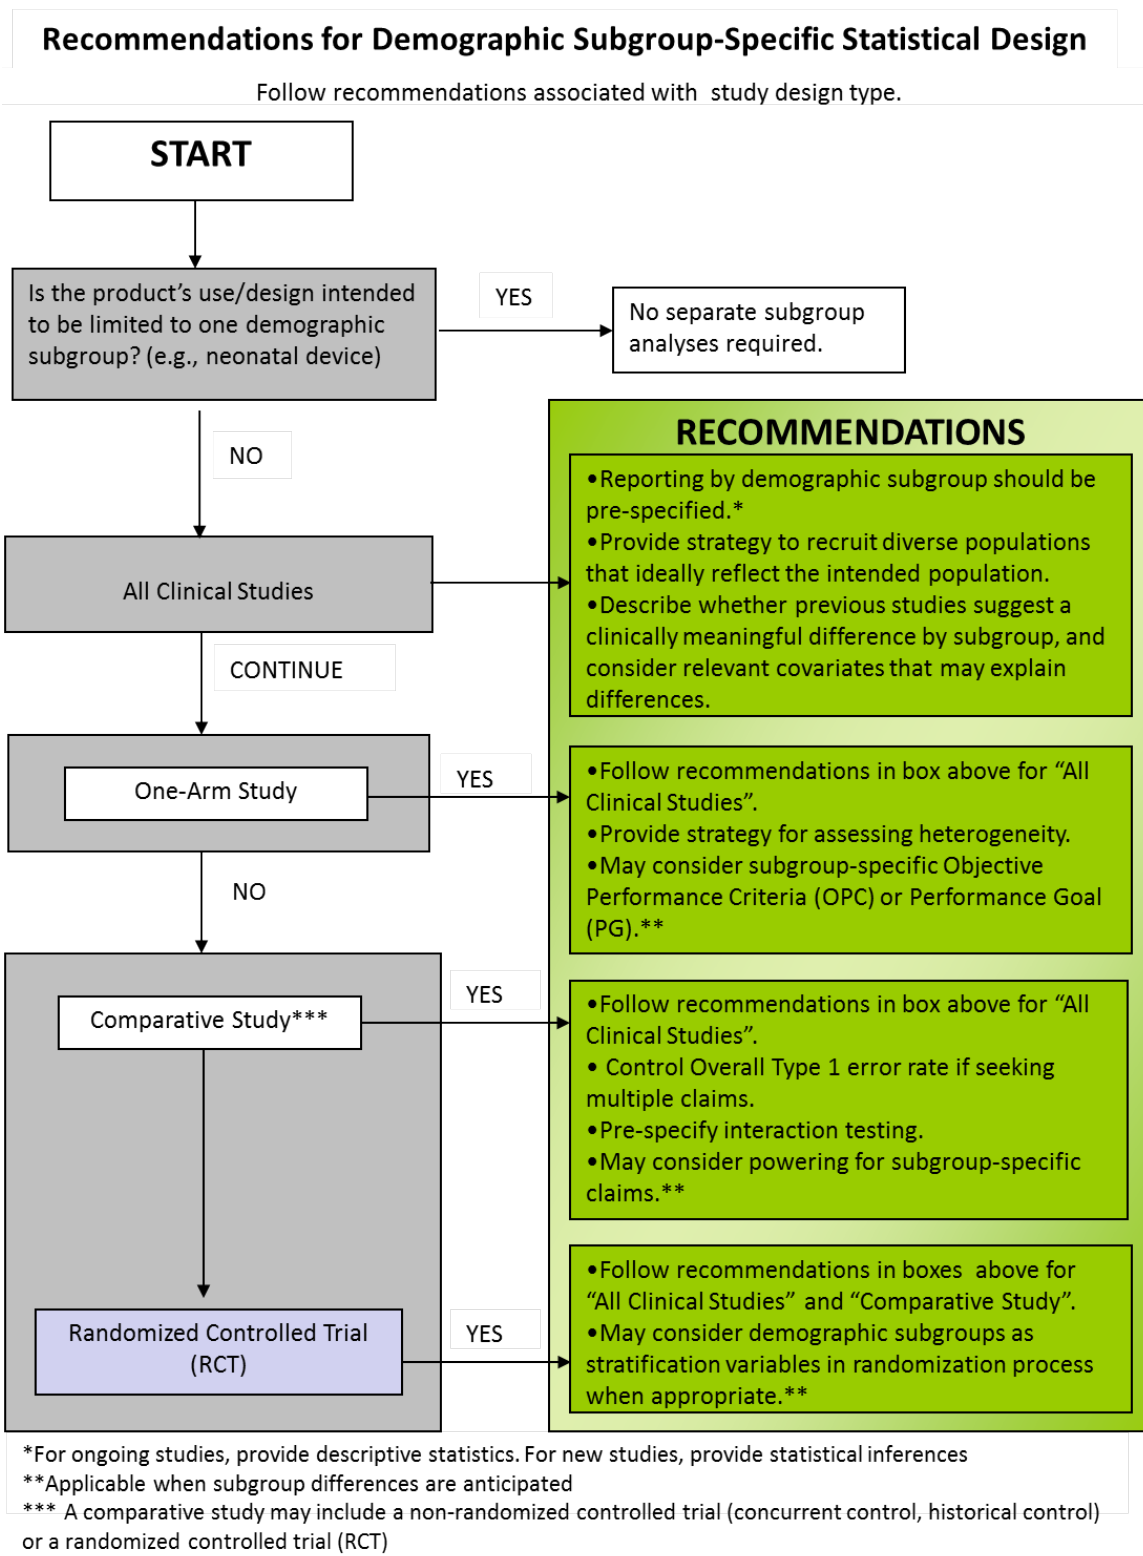 Recommendations for Demographic Subgroup-Specific Statistical Design
Follow recommendations associated with study design type.
START
Is the product’s use/design intended
to be limited to one demographic
subgroup? (e.g., neonatal device)
YES
No separate subgroup
analyses required.
NO
RECOMMENDATIONS
All Clinical Studies
•Reporting by demographic subgroup should be
pre-specified.*
•Provide strategy to recruit diverse populations
that ideally reflect the intended population.
•Describe whether previous studies suggest a
clinically meaningful difference by subgroup, and
consider relevant covariates that may explain
differences.
CONTINUE
One-Arm Study
YES
•Follow recommendations in box above for “All
Clinical Studies”.
•Provide strategy for assessing heterogeneity.
•May consider subgroup-specific Objective
Performance Criteria (OPC) or Performance Goal
(PG).**
NO
Comparative Study***
YES
•Follow recommendations in box above for “All
Clinical Studies”.
• Control Overall Type 1 error rate if seeking
multiple claims.
•Pre-specify interaction testing.
•May consider powering for subgroup-specific
claims.**
Randomized Controlled Trial
(RCT)
YES
•Follow recommendations in boxes above for
“All Clinical Studies” and “Comparative Study”.
•May consider demographic subgroups as
stratification variables in randomization process
when appropriate.**
*For ongoing studies, provide descriptive statistics. For new studies, provide statistical inferences
**Applicable when subgroup differences are anticipated
*** A comparative study may include a non-randomized controlled trial (concurrent control, historical control)
or a randomized controlled trial (RCT)